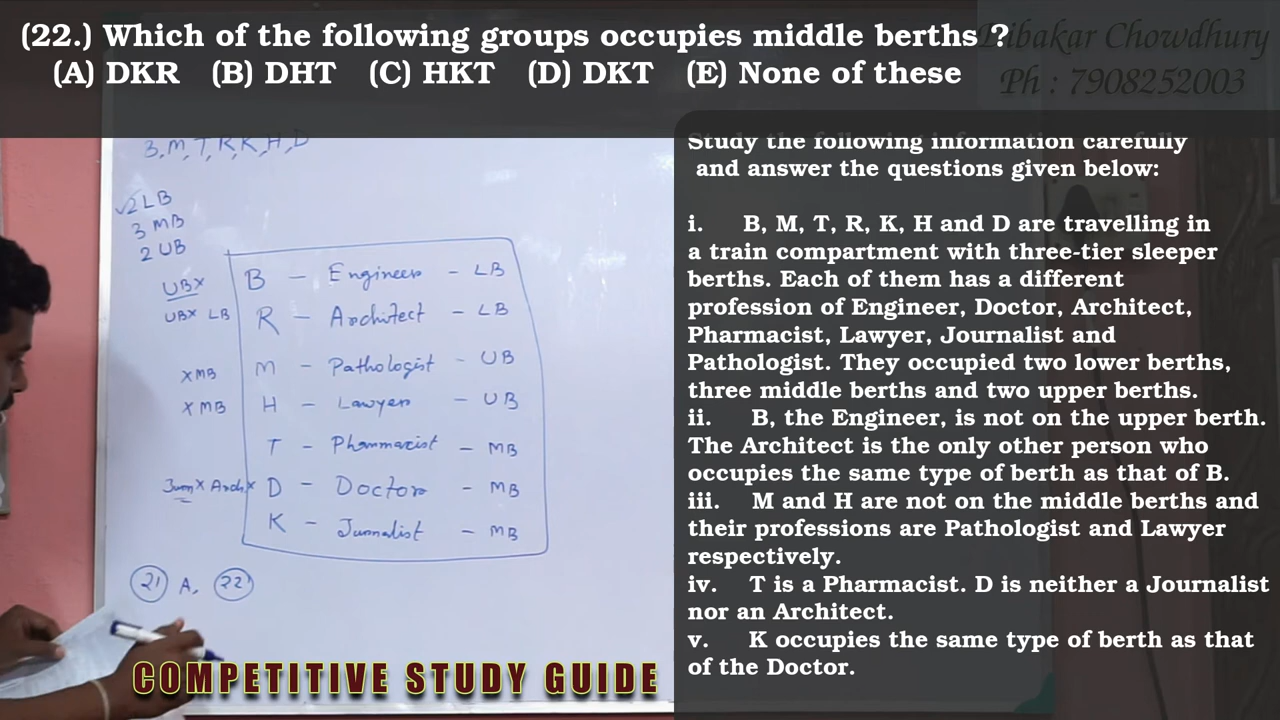 (22.) Which of the following groups occupies middle berths ?
(A) DKR (B) DHT (C) HKT (D) DKT (E) None of these
Dibakar Chowdhury
Ph : 7908252003
3, M, T, R, K, H, D
✓2 LB
3 MB
2 UB
UBx
B – Engineer – LB
UBx LB
R – Architect – LB
xMB
M – Pathologist – UB
xMB
H – Lawyer – UB
T – Pharmacist – MB
Jurnx Archx
D – Doctor – MB
K – Jurnalist – MB
21 A, 22
COMPETITIVE STUDY GUIDE
Study the following information carefully
and answer the questions given below:
i. B, M, T, R, K, H and D are travelling in
a train compartment with three-tier sleeper
berths. Each of them has a different
profession of Engineer, Doctor, Architect,
Pharmacist, Lawyer, Journalist and
Pathologist. They occupied two lower berths,
three middle berths and two upper berths.
ii. B, the Engineer, is not on the upper berth.
The Architect is the only other person who
occupies the same type of berth as that of B.
iii. M and H are not on the middle berths and
their professions are Pathologist and Lawyer
respectively.
iv. T is a Pharmacist. D is neither a Journalist
nor an Architect.
v. K occupies the same type of berth as that
of the Doctor.